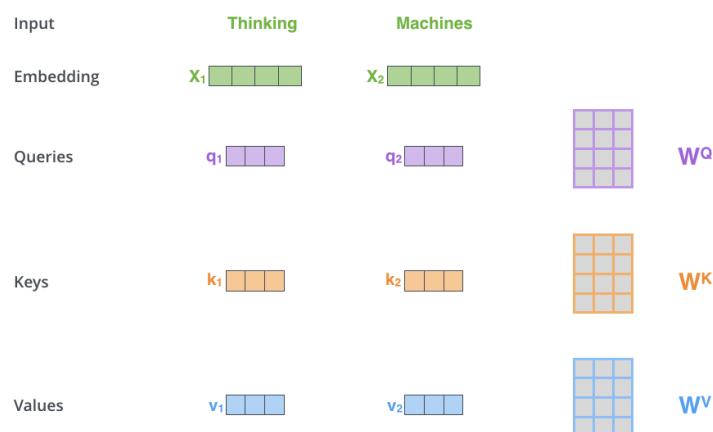 Input Thinking Machines
Embedding X1 X2
Queries q1 q2 WQ
Keys k1 k2 WK
Values v1 v2 WV